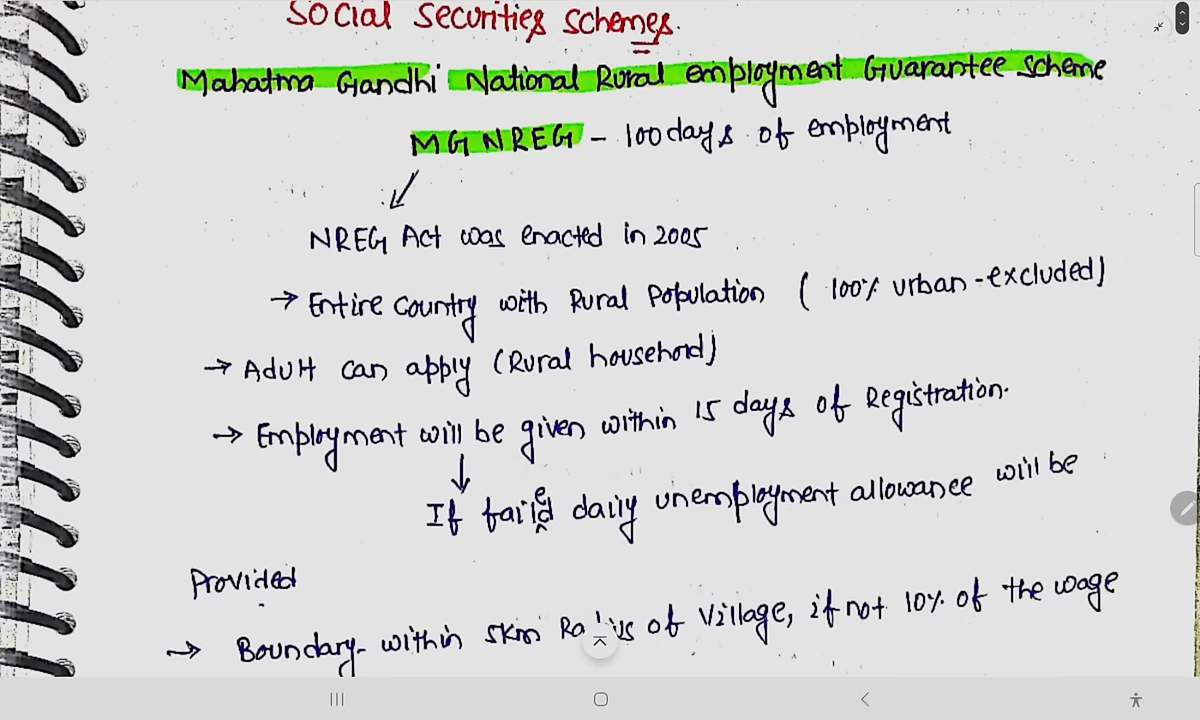 Social Securities Schemes.
Mahatma Gandhi National Rural employment Guarantee Scheme
MGNREG - 100 days of employment
NREG Act was enacted in 2005
→ Entire country with Rural Population (100% urban - excluded)
→ Adult can apply (Rural household)
→ Employment will be given within 15 days of Registration.
If failed daily unemployment allowance will be
Provided
→ Boundary - within 5km of Village, if not 10% of the wage